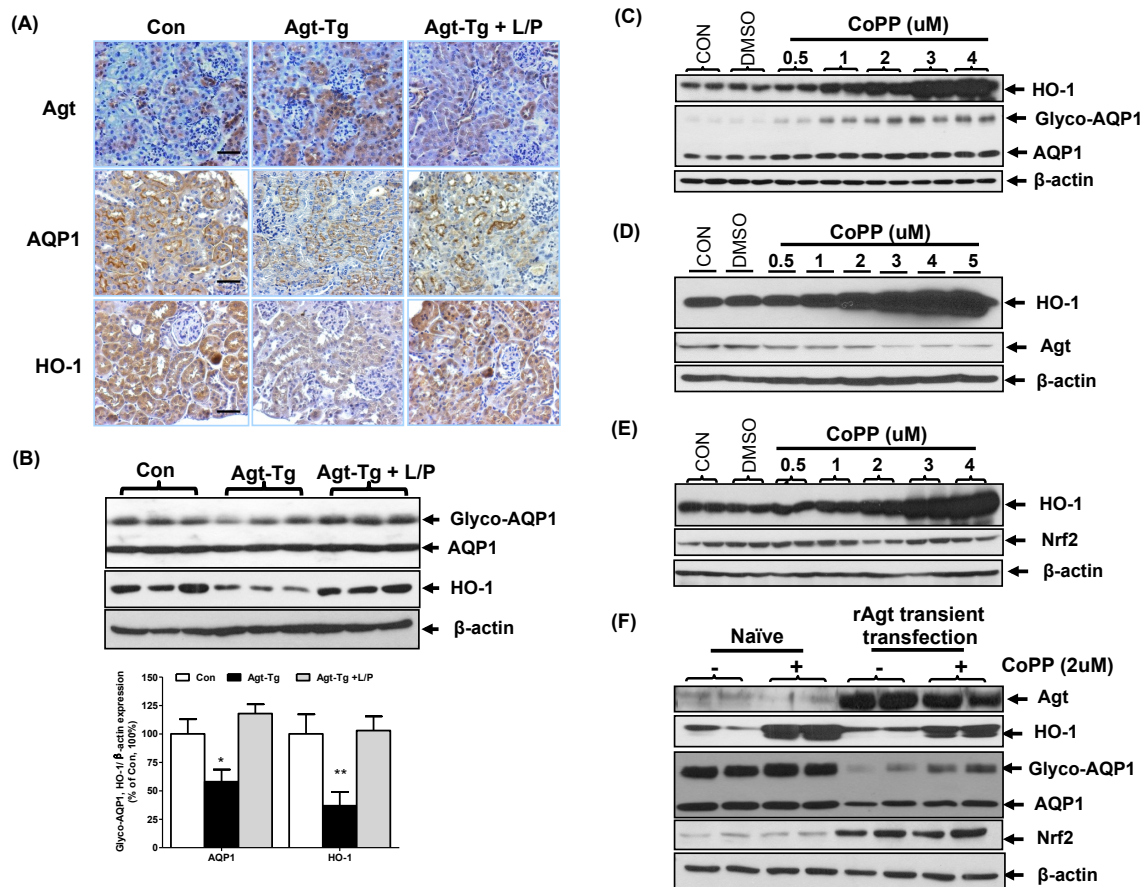 (A)
Con Agt-Tg Agt-Tg + L/P
Agt
AQP1
HO-1
(B)
Con Agt-Tg Agt-Tg + L/P
Glyco-AQP1
AQP1
HO-1
β-actin
Glyco-AQP1, HO-1/ β-actin expression
(% of Con, 100%)
150
125
100
75
50
25
0
Con Agt-Tg Agt-Tg +L/P
*
**
AQP1 HO-1
(C)
CON DMSO CoPP (uM)
0.5 1 2 3 4
HO-1
Glyco-AQP1
AQP1
β-actin
(D)
CON DMSO CoPP (uM)
0.5 1 2 3 4 5
HO-1
Agt
β-actin
(E)
CON DMSO CoPP (uM)
0.5 1 2 3 4
HO-1
Nrf2
β-actin
(F)
Naïve rAgt transient
transfection
- + - + CoPP (2uM)
Agt
HO-1
Glyco-AQP1
AQP1
Nrf2
β-actin